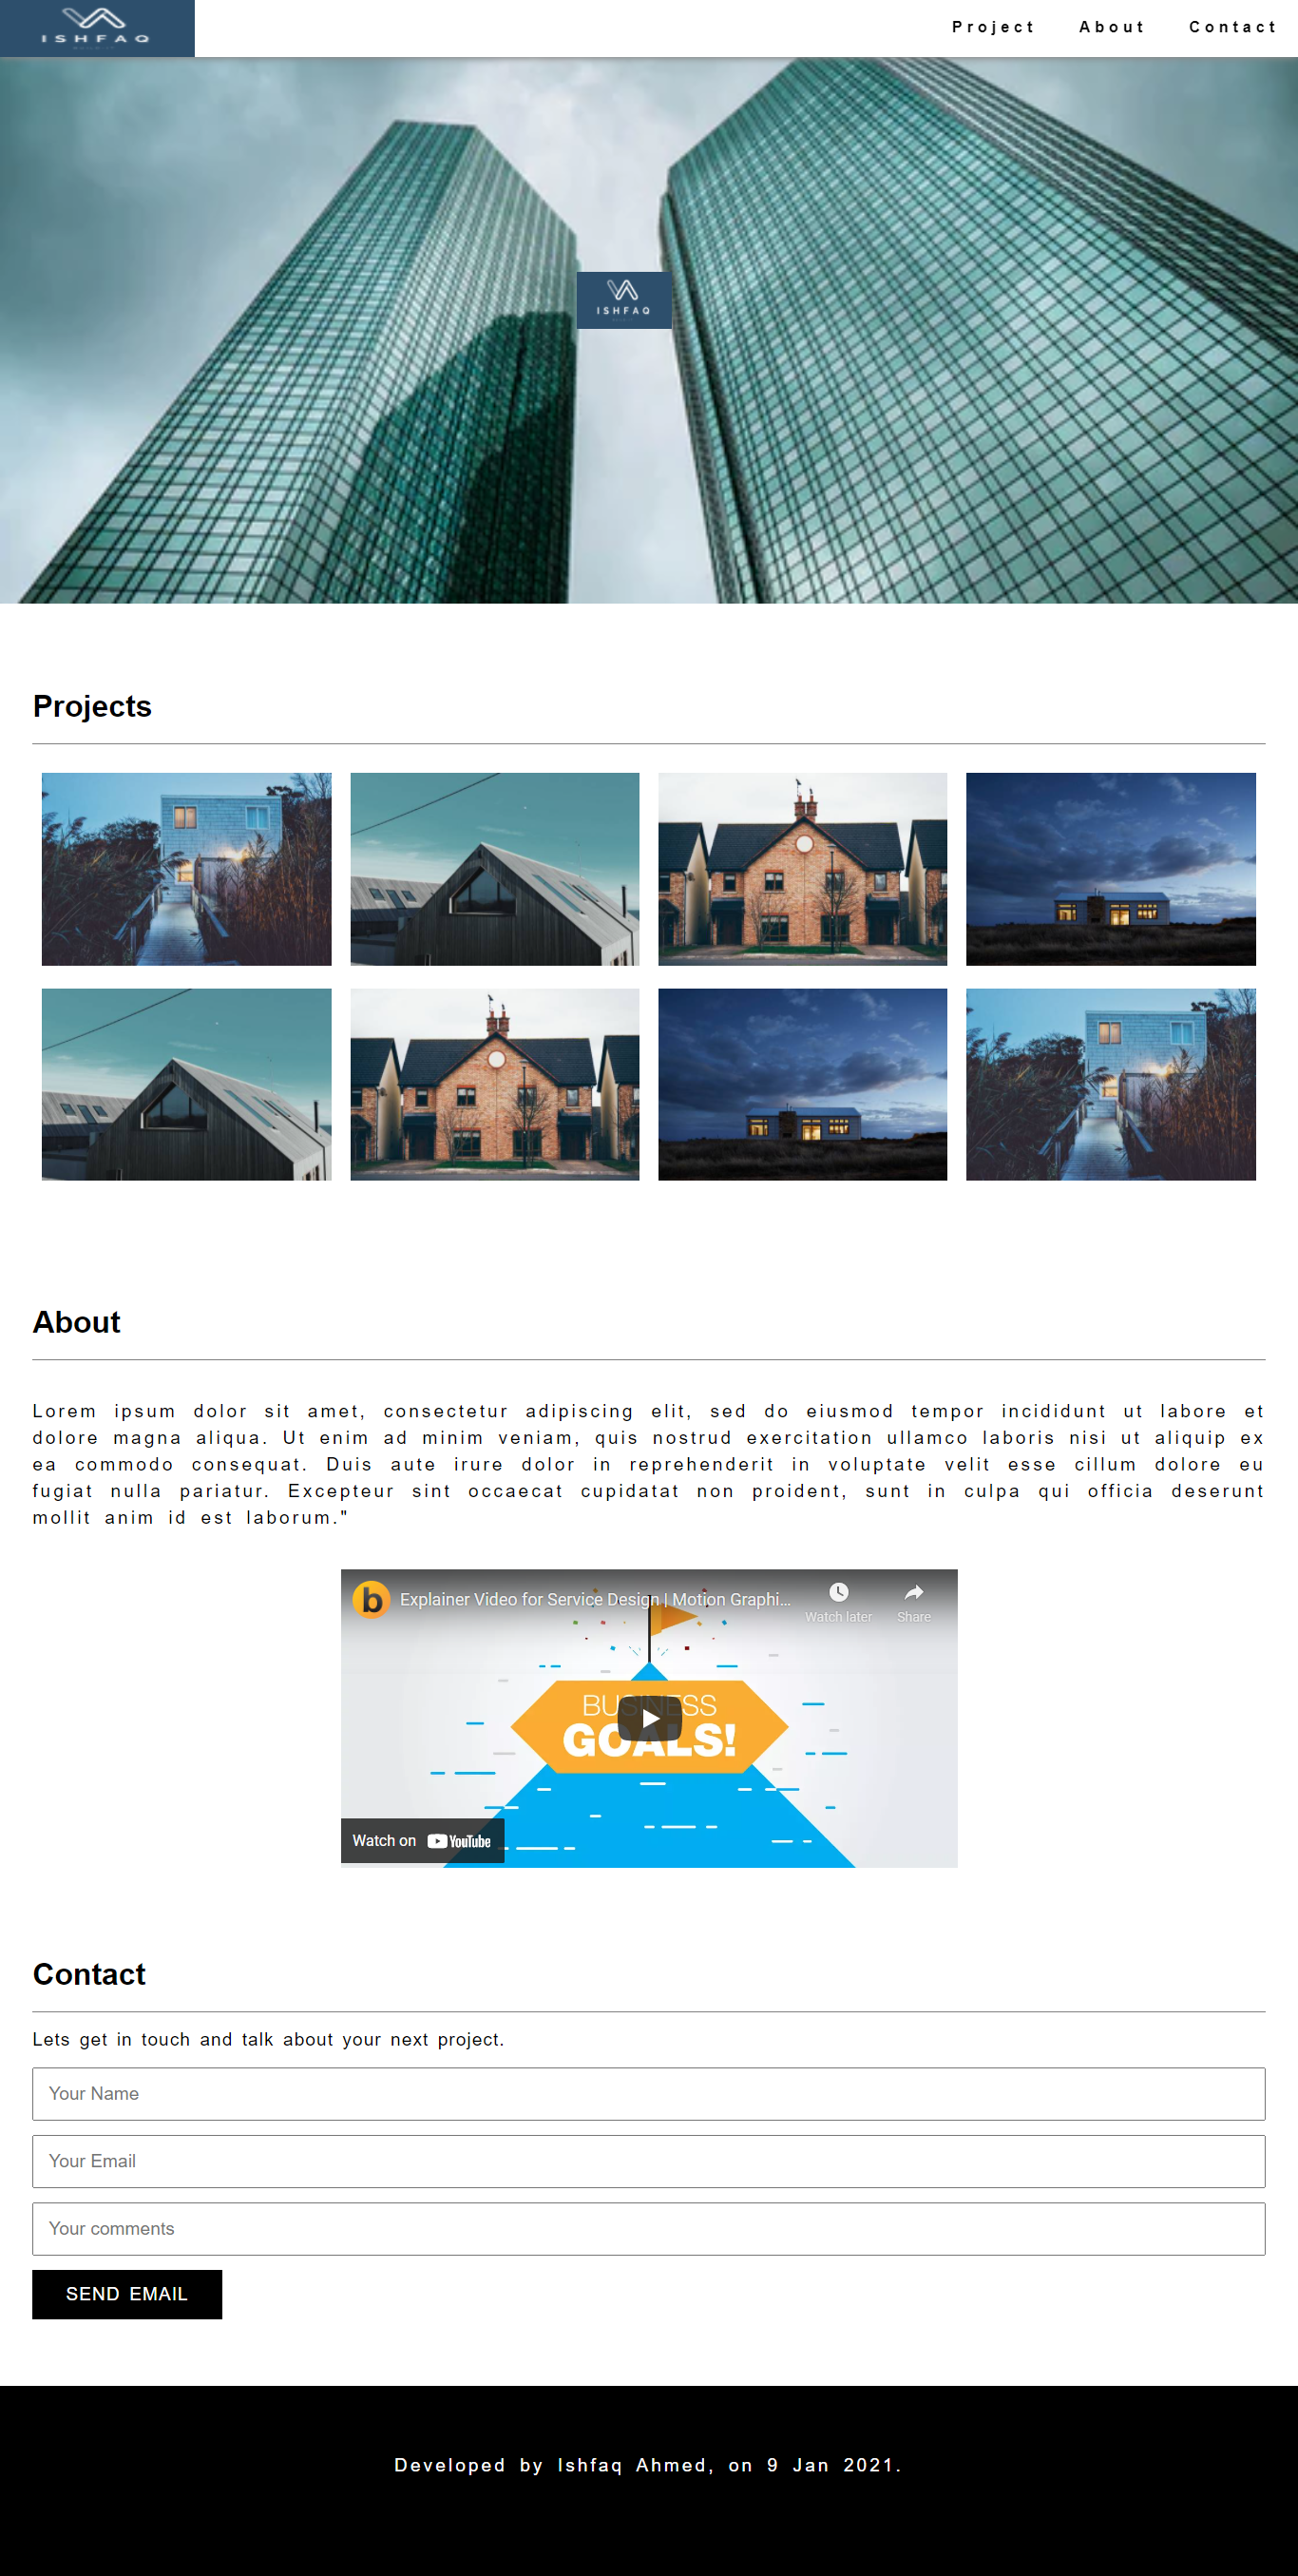 ISHFAQ
Project About Contact
ISHFAQ
Projects
About
Lorem ipsum dolor sit amet, consectetur adipiscing elit, sed do eiusmod tempor incididunt ut labore et
dolore magna aliqua. Ut enim ad minim veniam, quis nostrud exercitation ullamco laboris nisi ut aliquip ex
ea commodo consequat. Duis aute irure dolor in reprehenderit in voluptate velit esse cillum dolore eu
fugiat nulla pariatur. Excepteur sint occaecat cupidatat non proident, sunt in culpa qui officia deserunt
mollit anim id est laborum."
b Explainer Video for Service Design | Motion Graphi...
Watch later Share
BUSINESS
GOALS!
Watch on YouTube
Contact
Lets get in touch and talk about your next project.
Your Name
Your Email
Your comments
SEND EMAIL
Developed by Ishfaq Ahmed, on 9 Jan 2021.